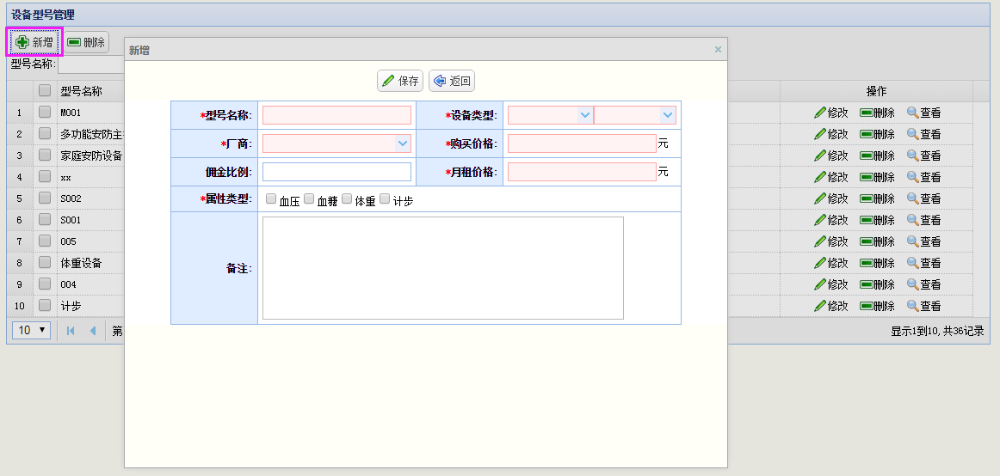 设备型号管理
新增 删除
型号名称:
型号名称 操作
1 M001 修改 删除 查看
2 多功能安防主 修改 删除 查看
3 家庭安防设备 修改 删除 查看
4 xx 修改 删除 查看
5 S002 修改 删除 查看
6 S001 修改 删除 查看
7 005 修改 删除 查看
8 体重设备 修改 删除 查看
9 004 修改 删除 查看
10 计步 修改 删除 查看
10 第 显示1到10, 共36记录
新增 ×
保存 返回
*型号名称: *设备类型:
*厂商: *购买价格: 元
佣金比例: *月租价格: 元
*属性类型: 血压 血糖 体重 计步
备注: